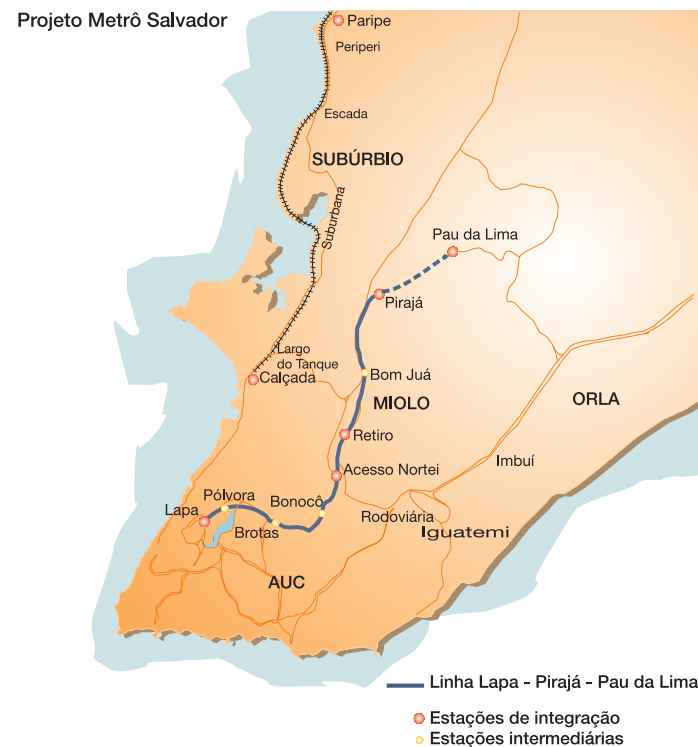 Projeto Metrô Salvador
Paripe
Periperi
Escada
SUBÚRBIO
Suburbana
Pau da Lima
Pirajá
Largo
do Tanque
Calçada
Bom Juá
MIOLO
ORLA
Retiro
Imbuí
Acesso Nortei
Pólvora
Bonocô
Lapa
Brotas
Rodoviária
Iguatemi
AUC
Linha Lapa - Pirajá - Pau da Lima
Estações de integração
Estações intermediárias